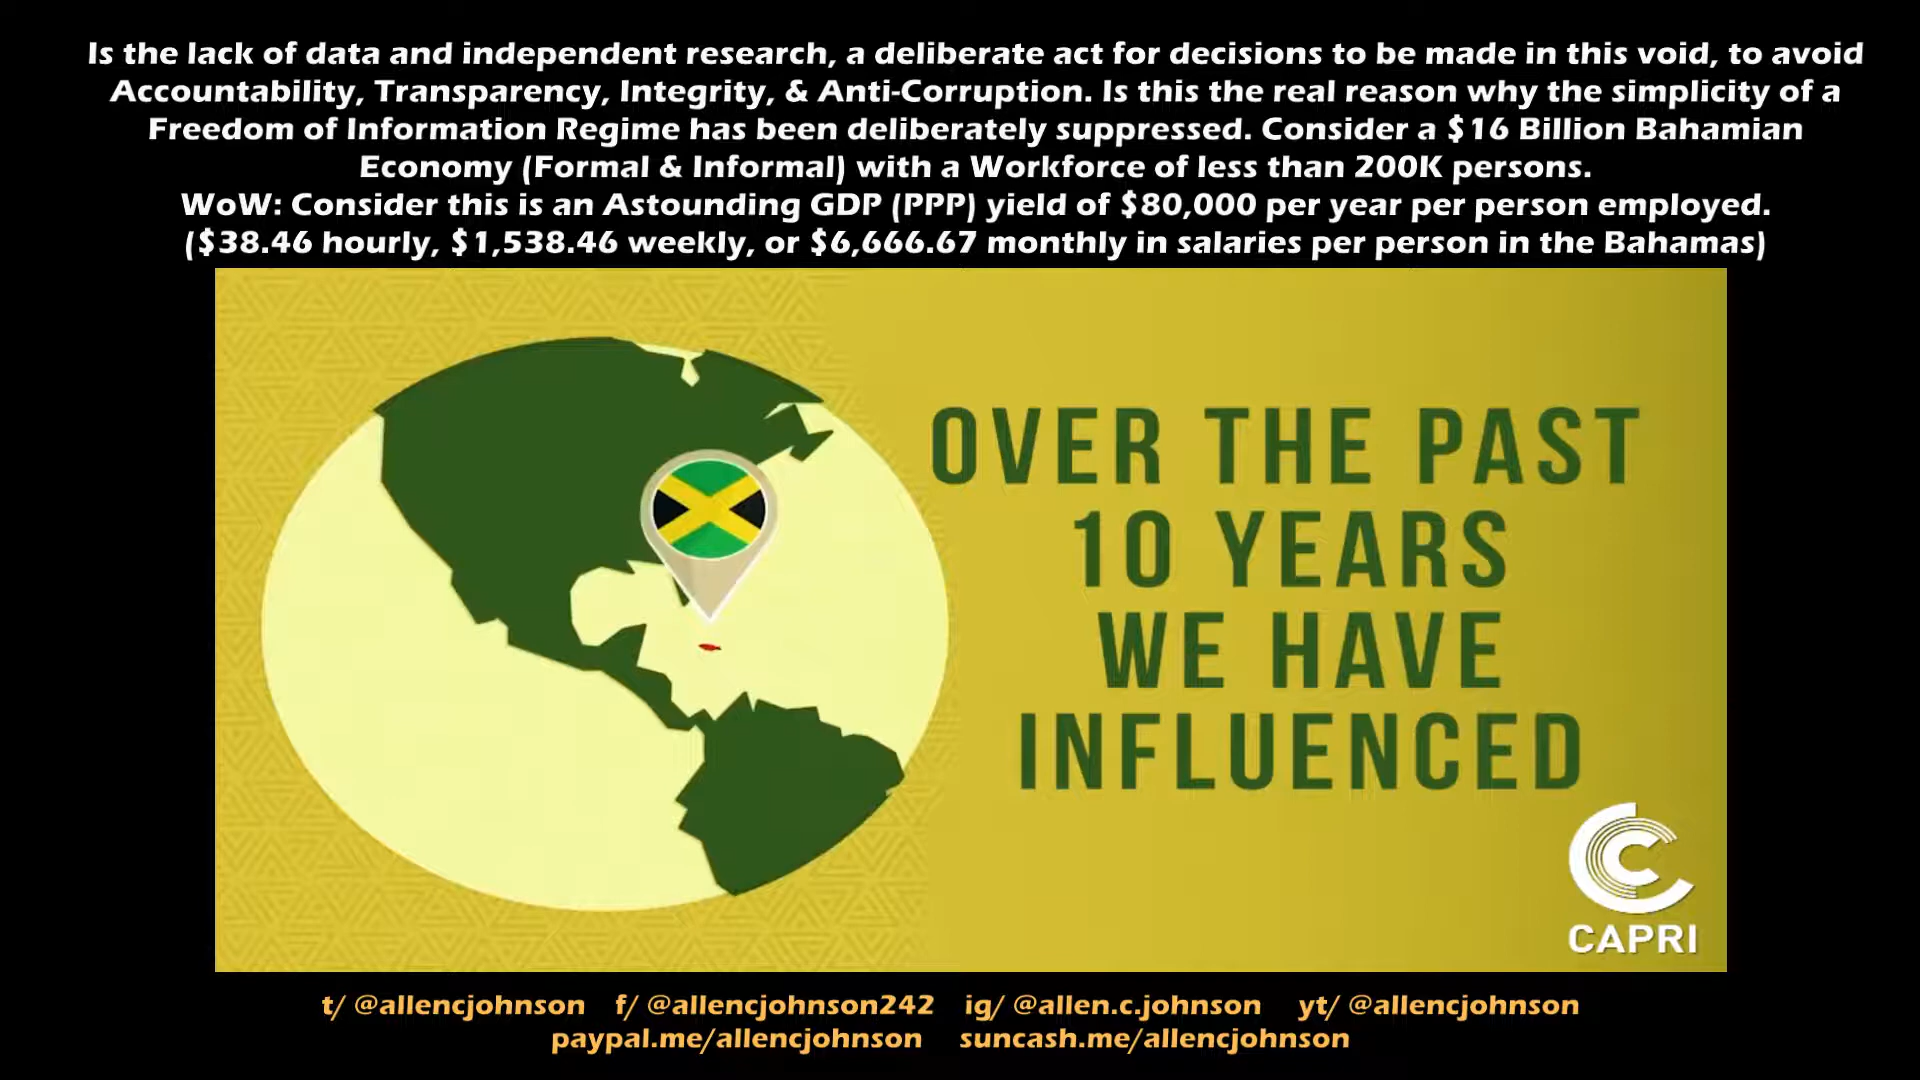 Is the lack of data and independent research, a deliberate act for decisions to be made in this void, to avoid
Accountability, Transparency, Integrity, & Anti-Corruption. Is this the real reason why the simplicity of a
Freedom of Information Regime has been deliberately suppressed. Consider a $16 Billion Bahamian
Economy (Formal & Informal) with a Workforce of less than 200K persons.
WoW: Consider this is an Astounding GDP (PPP) yield of $80,000 per year per person employed.
($38.46 hourly, $1,538.46 weekly, or $6,666.67 monthly in salaries per person in the Bahamas)
OVER THE PAST
10 YEARS
WE HAVE
INFLUENCED
CAPRI
t/ @allencjohnson f/ @allencjohnson242 ig/ @allen.c.johnson yt/ @allencjohnson
paypal.me/allencjohnson suncash.me/allencjohnson